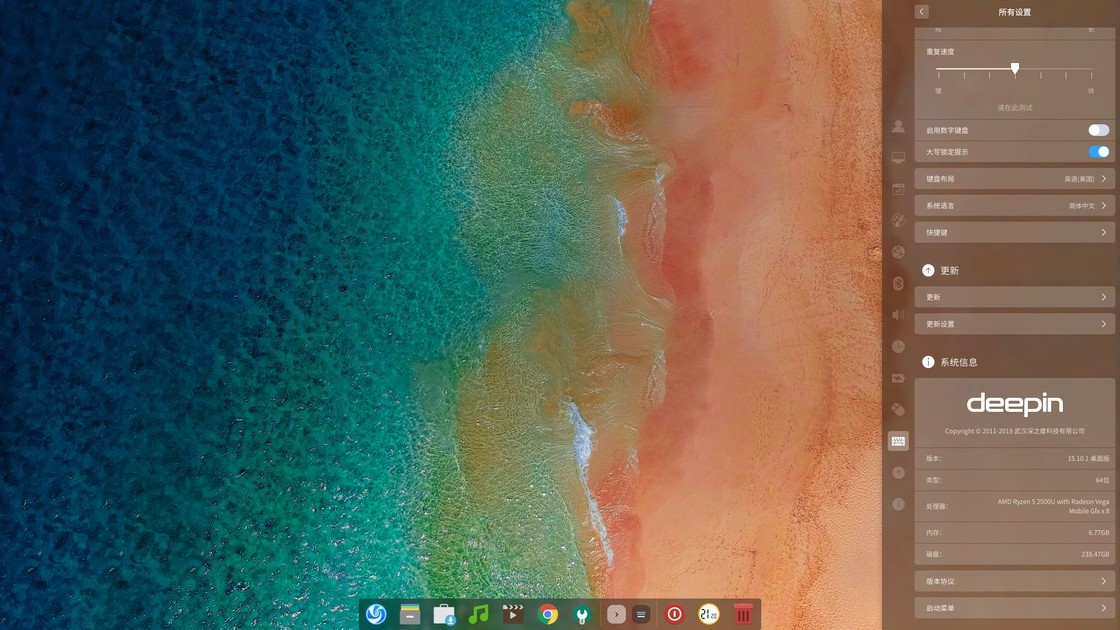 所有设置
重复速度
慢 快
请在此测试
启用数字键盘
大写锁定提示
键盘布局 英语(美国)
系统语言 简体中文
快捷键
更新
更新
更新设置
系统信息
deepin
Copyright © 2011-2019 武汉深之度科技有限公司
版本: 15.10.1 桌面版
类型: 64位
处理器: AMD Ryzen 5 2500U with Radeon Vega
Mobile Gfx x 8
内存: 6.77GB
磁盘: 238.47GB
版本协议
启动菜单
21 20